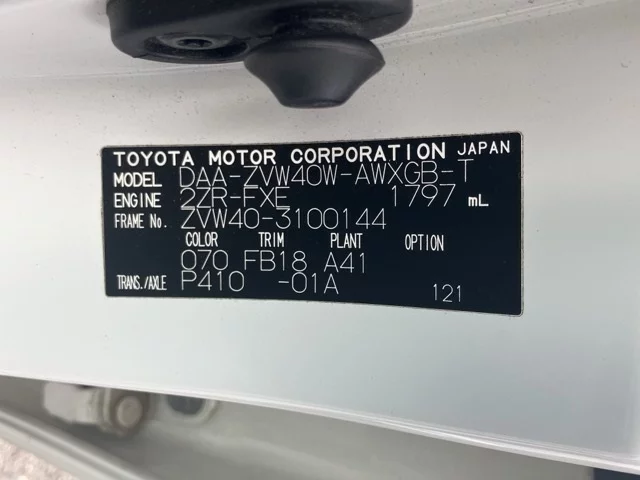 TOYOTA MOTOR CORPORATION JAPAN
MODEL DAA-ZVW40W-AWXGB-T
ENGINE 2ZR-FXE 1797 mL
FRAME No. ZVW40-3100144
COLOR TRIM PLANT OPTION
070 FB18 A41
TRANS./AXLE P410 -01A 121